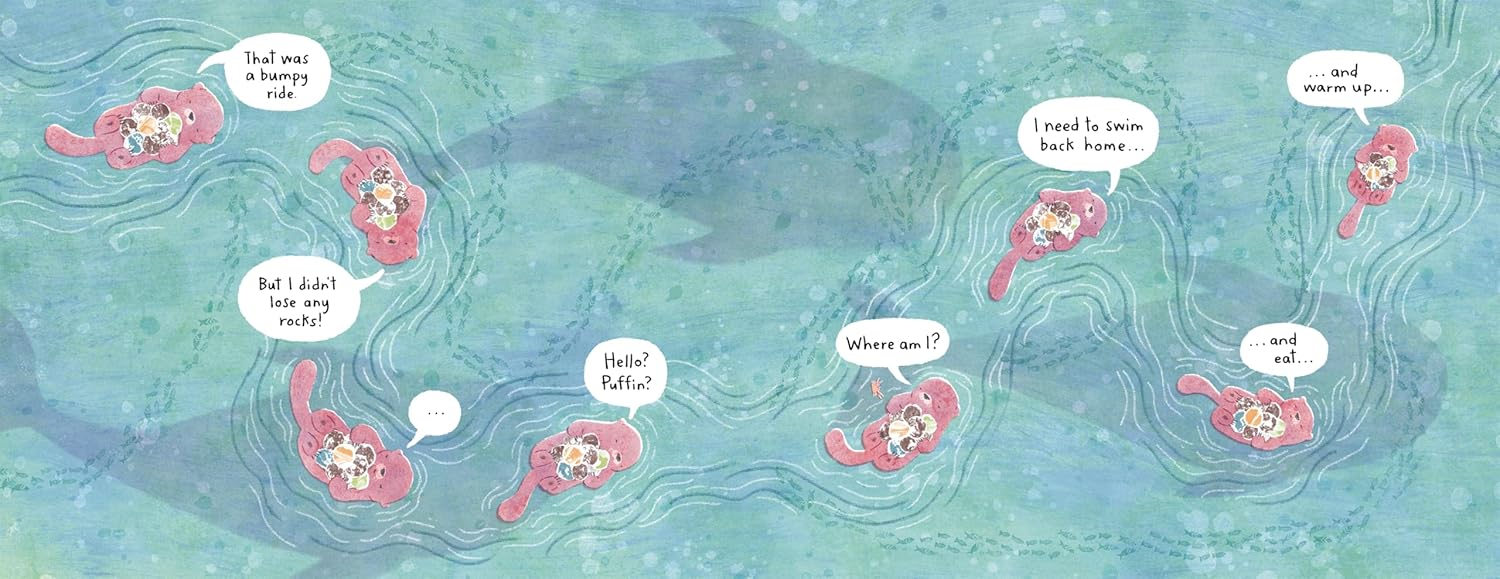 That was
a bumpy
ride.
But I didn't
lose any
rocks!
...
Hello?
Puffin?
Where am I?
I need to swim
back home...
...and
eat...
...and
warm up...